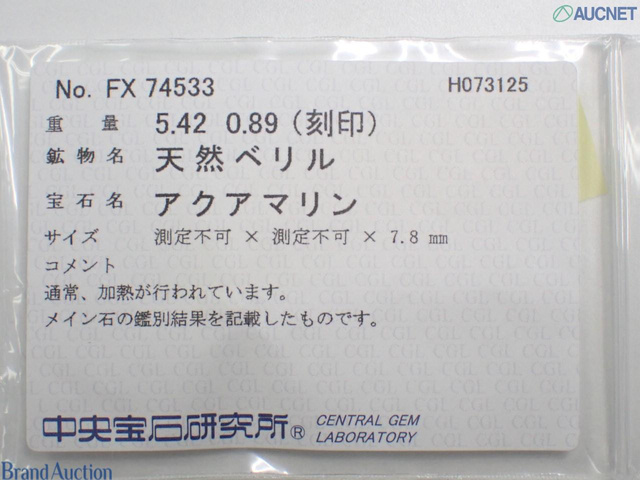 AUCNET
No. FX 74533 H073125
重量 5.42 0.89 (刻印)
鉱物名 天然ベリル
宝石名 アクアマリン
サイズ 測定不可 × 測定不可 × 7.8 mm
コメント
通常、加熱が行われています。
メイン石の鑑別結果を記載したものです。
中央宝石研究所® CENTRAL GEM
LABORATORY
Brand Auction